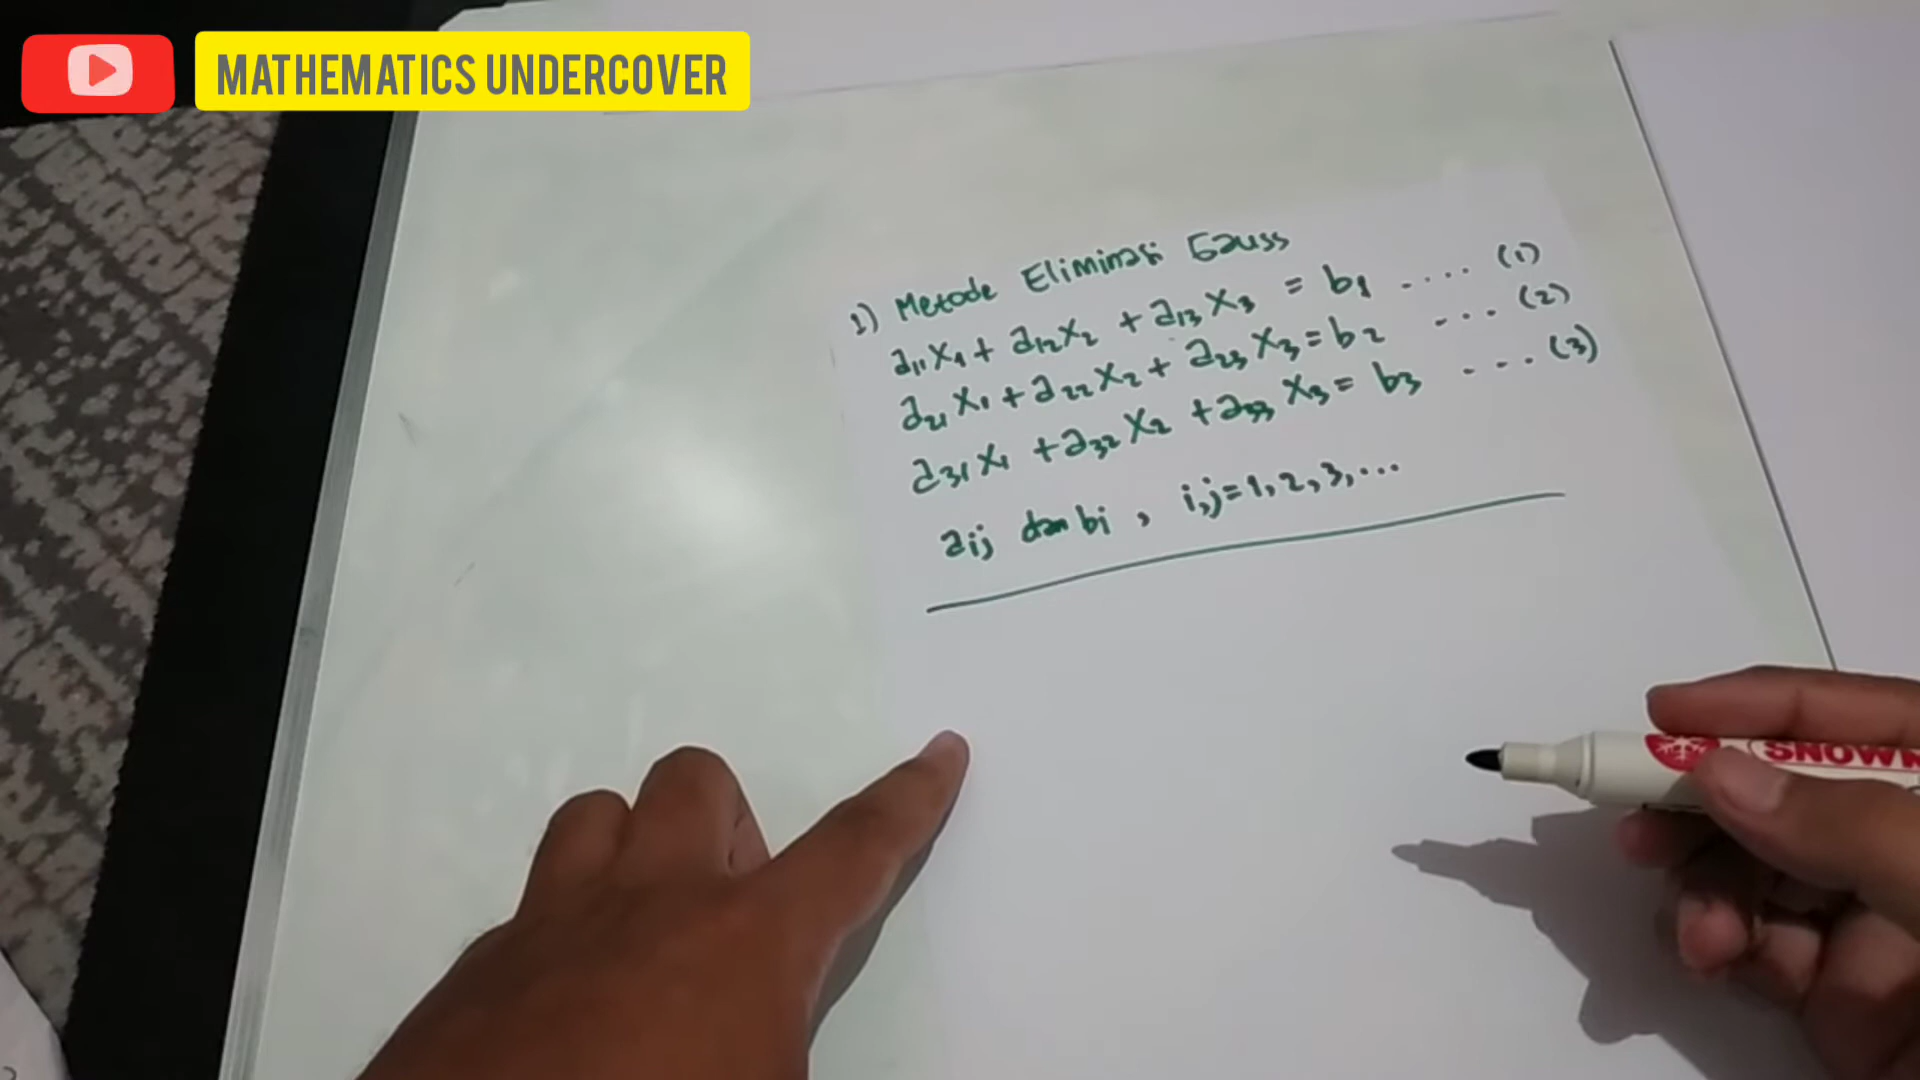 MATHEMATICS UNDERCOVER
1) Metode Eliminasi Gauss
a₁₁x₁ + a₁₂x₂ + a₁₃x₃ = b₁ .... (1)
a₂₁x₁ + a₂₂x₂ + a₂₃x₃ = b₂ ... (2)
a₃₁x₁ + a₃₂x₂ + a₃₃x₃ = b₃ ... (3)
aij dan bi , i,j=1,2,3,...